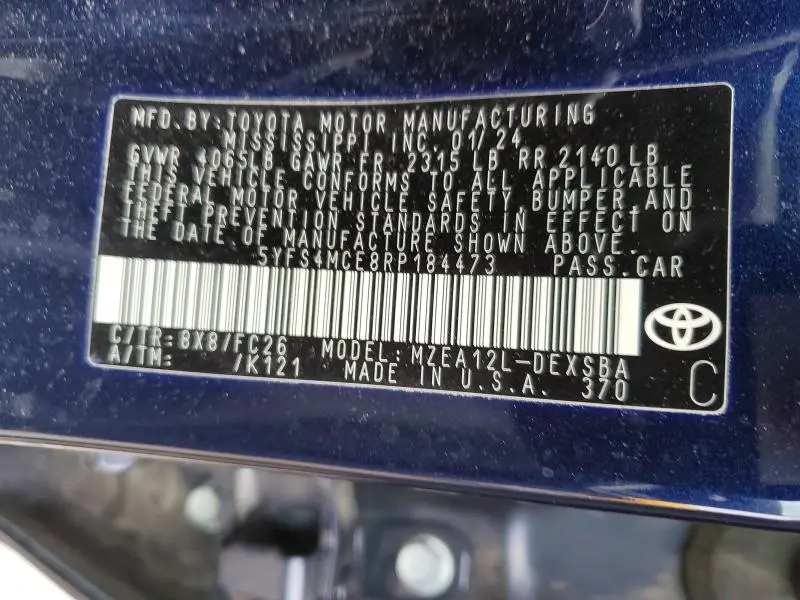 MFD. BY: TOYOTA MOTOR MANUFACTURING
MISSISSIPPI INC. 01/24
GVWR 4065LB GAWR FR 2315 LB RR 2140 LB
THIS VEHICLE CONFORMS TO ALL APPLICABLE
FEDERAL MOTOR VEHICLE SAFETY, BUMPER AND
THEFT PREVENTION STANDARDS IN EFFECT ON
THE DATE OF MANUFACTURE SHOWN ABOVE.
5YFS4MCE8RP184473 PASS.CAR
C/TR: 8X8/FC26 MODEL: MZEA12L-DEXSBA
A/TM: /K121 MADE IN U.S.A. 370 C